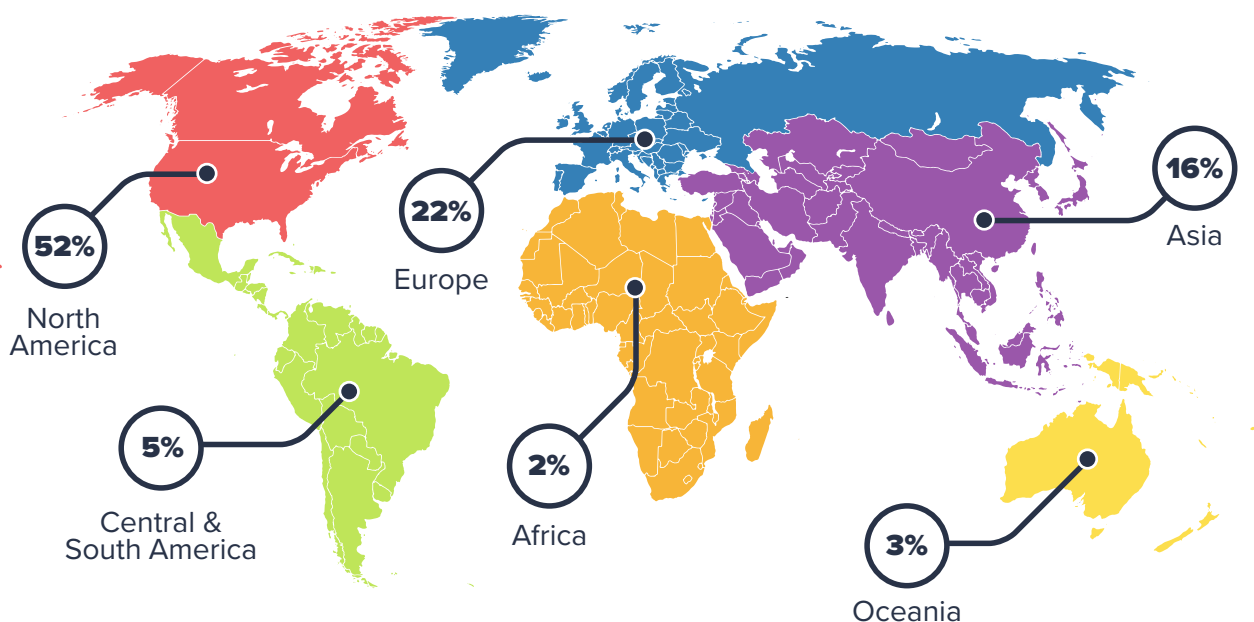 52%
North
America
22%
Europe
16%
Asia
5%
Central &
South America
2%
Africa
3%
Oceania